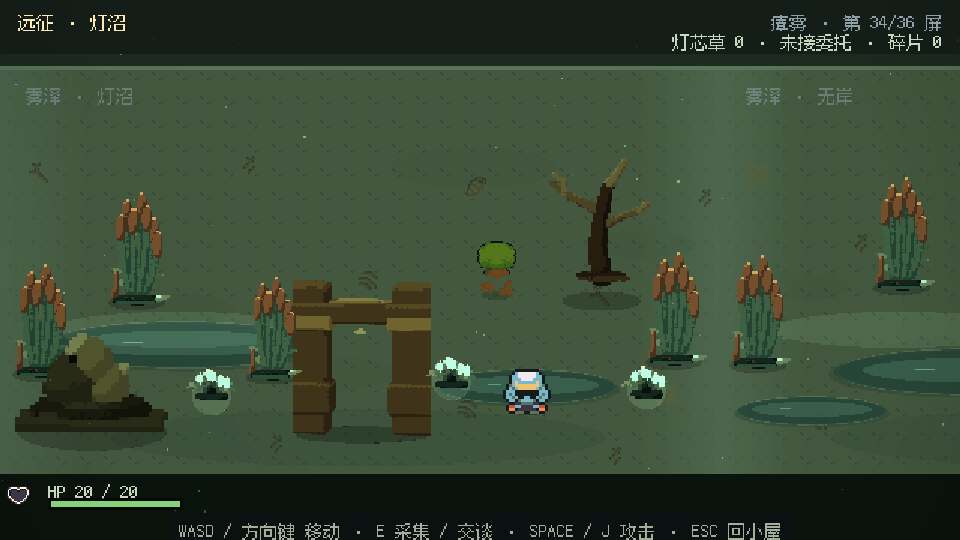 远征 · 灯沼
瘴雾 · 第 34/36 屏
灯芯草 0 · 未接委托 · 碎片 0
雾泽 · 灯沼
雾泽 · 无岸
HP 20 / 20
WASD / 方向键 移动 · E 采集 / 交谈 · SPACE / J 攻击 · ESC 回小屋